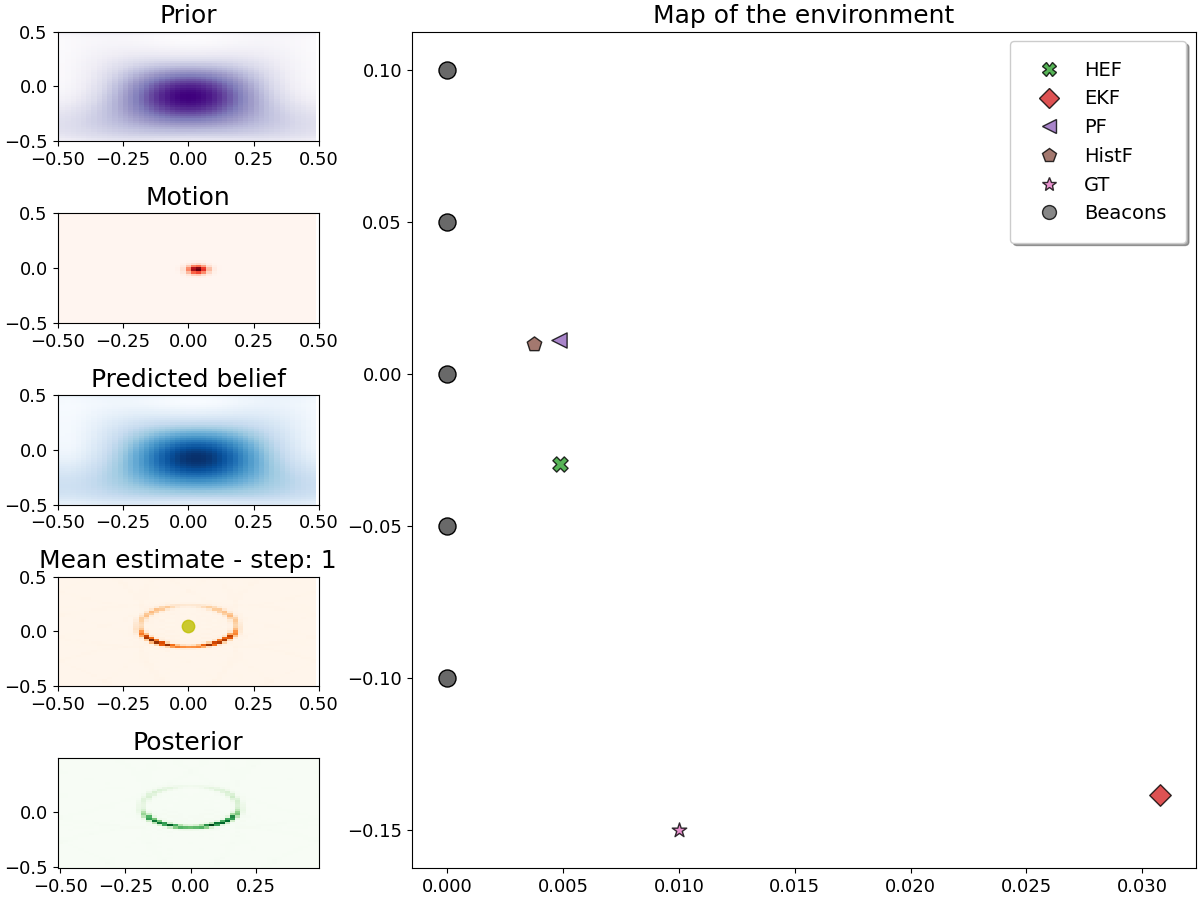 Prior
0.5
0.0
−0.5
−0.50 −0.25 0.00 0.25 0.50
Motion
0.5
0.0
−0.5
−0.50 −0.25 0.00 0.25 0.50
Predicted belief
0.5
0.0
−0.5
−0.50 −0.25 0.00 0.25 0.50
Mean estimate - step: 1
0.5
0.0
−0.5
−0.50 −0.25 0.00 0.25 0.50
Posterior
0.0
−0.5
−0.50 −0.25 0.00 0.25
Map of the environment
0.10
0.05
0.00
−0.05
−0.10
−0.15
0.000 0.005 0.010 0.015 0.020 0.025 0.030
HEF
EKF
PF
HistF
GT
Beacons